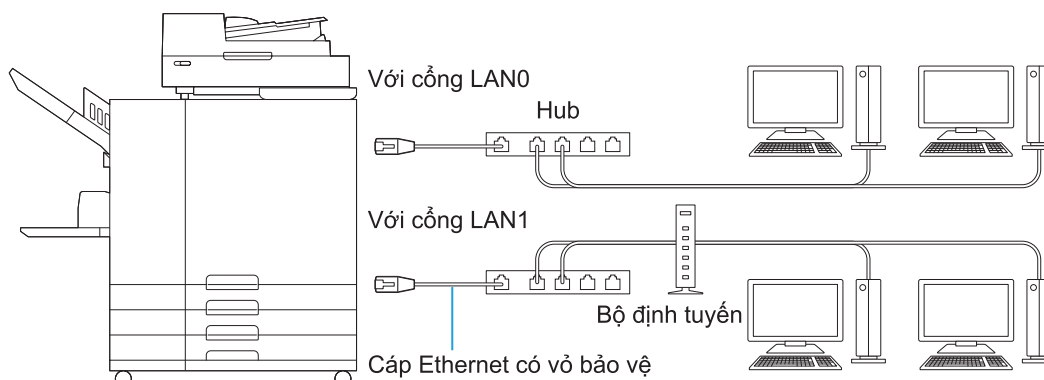 Với cổng LAN0
Hub
Với cổng LAN1
Bộ định tuyến
Cáp Ethernet có vỏ bảo vệ